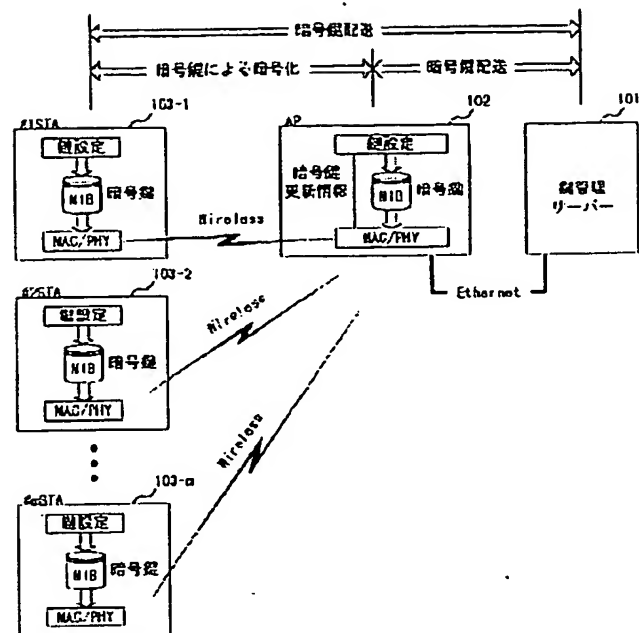 暗号鍵配送
暗号鍵による暗号化
暗号鍵配送
#1STA
103-1
AP
102
101
鍵設定
MIB
暗号鍵
MAC/PHY
Wireless
鍵設定
暗号鍵
更新情報
MIB
暗号鍵
MAC/PHY
鍵管理
サーバー
Ethernet
#2STA
103-2
鍵設定
MIB
暗号鍵
MAC/PHY
Wireless
103-α
鍵設定
MIB
暗号鍵
MAC/PHY
Wireless